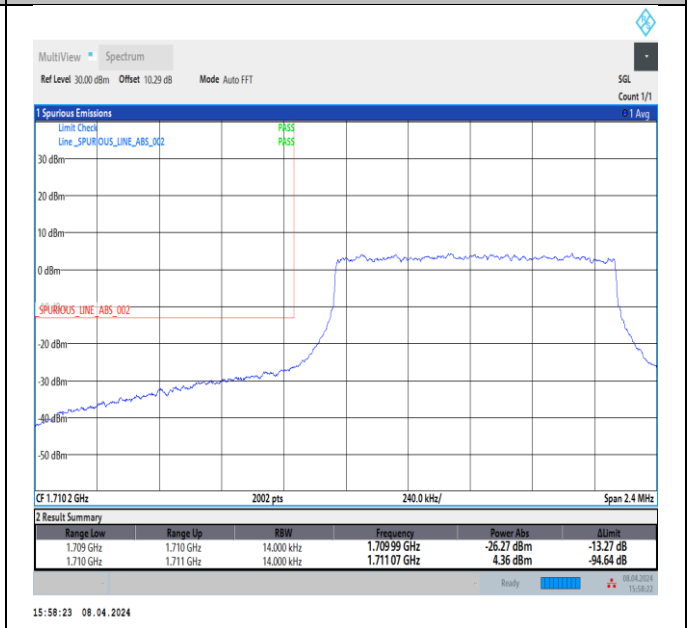 MultiView Spectrum
Ref Level 30.00 dBm Offset 10.29 dB Mode Auto FFT SGL
Count 1/1
1 Spurious Emissions 1 Avg
Limit Check PASS
Line _SPURIOUS_LINE_ABS_002 PASS
30 dBm
20 dBm
10 dBm
0 dBm
_SPURIOUS_LINE_ABS_002
-20 dBm
-30 dBm
-40 dBm
-50 dBm
CF 1.710 2 GHz 2002 pts 240.0 kHz/ Span 2.4 MHz
2 Result Summary
Range Low Range Up RBW Frequency Power Abs ΔLimit
1.709 GHz 1.710 GHz 14.000 kHz 1.709 99 GHz -26.27 dBm -13.27 dB
1.710 GHz 1.711 GHz 14.000 kHz 1.711 07 GHz 4.36 dBm -94.64 dB
Ready 08.04.2024
15:58:22
15:58:23 08.04.2024